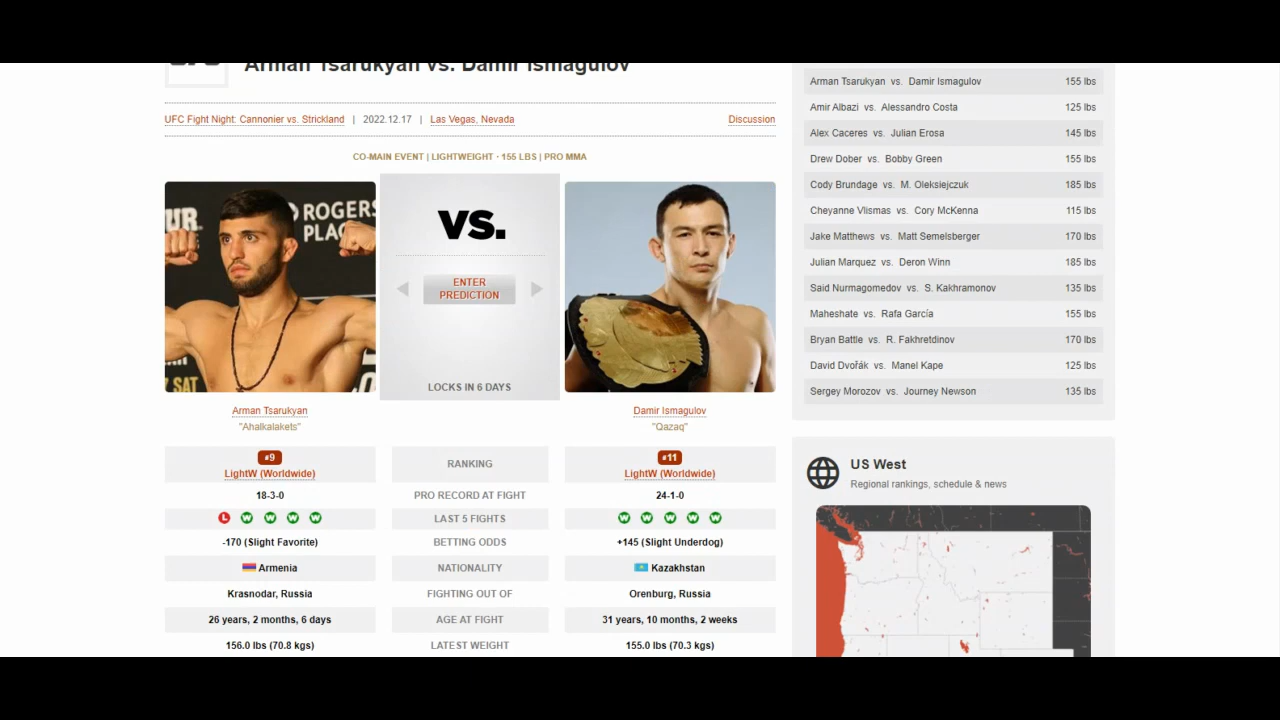 Arman Tsarukyan vs. Damir Ismagulov
UFC Fight Night: Cannonier vs. Strickland | 2022.12.17 | Las Vegas, Nevada
Discussion
CO-MAIN EVENT | LIGHTWEIGHT · 155 LBS | PRO MMA
ROGERS
PLAC
UR
7 SAT
VS.
ENTER
PREDICTION
LOCKS IN 6 DAYS
Arman Tsarukyan
"Ahalkalakets"
Damir Ismagulov
"Qazaq"
#9
LightW (Worldwide)
RANKING
#11
LightW (Worldwide)
18-3-0 PRO RECORD AT FIGHT 24-1-0
L W W W W LAST 5 FIGHTS W W W W W
-170 (Slight Favorite) BETTING ODDS +145 (Slight Underdog)
Armenia NATIONALITY Kazakhstan
Krasnodar, Russia FIGHTING OUT OF Orenburg, Russia
26 years, 2 months, 6 days AGE AT FIGHT 31 years, 10 months, 2 weeks
156.0 lbs (70.8 kgs) LATEST WEIGHT 155.0 lbs (70.3 kgs)
Arman Tsarukyan vs. Damir Ismagulov 155 lbs
Amir Albazi vs. Alessandro Costa 125 lbs
Alex Caceres vs. Julian Erosa 145 lbs
Drew Dober vs. Bobby Green 155 lbs
Cody Brundage vs. M. Oleksiejczuk 185 lbs
Cheyanne Vlismas vs. Cory McKenna 115 lbs
Jake Matthews vs. Matt Semelsberger 170 lbs
Julian Marquez vs. Deron Winn 185 lbs
Said Nurmagomedov vs. S. Kakhramonov 135 lbs
Maheshate vs. Rafa García 155 lbs
Bryan Battle vs. R. Fakhretdinov 170 lbs
David Dvořák vs. Manel Kape 125 lbs
Sergey Morozov vs. Journey Newson 135 lbs
US West
Regional rankings, schedule & news